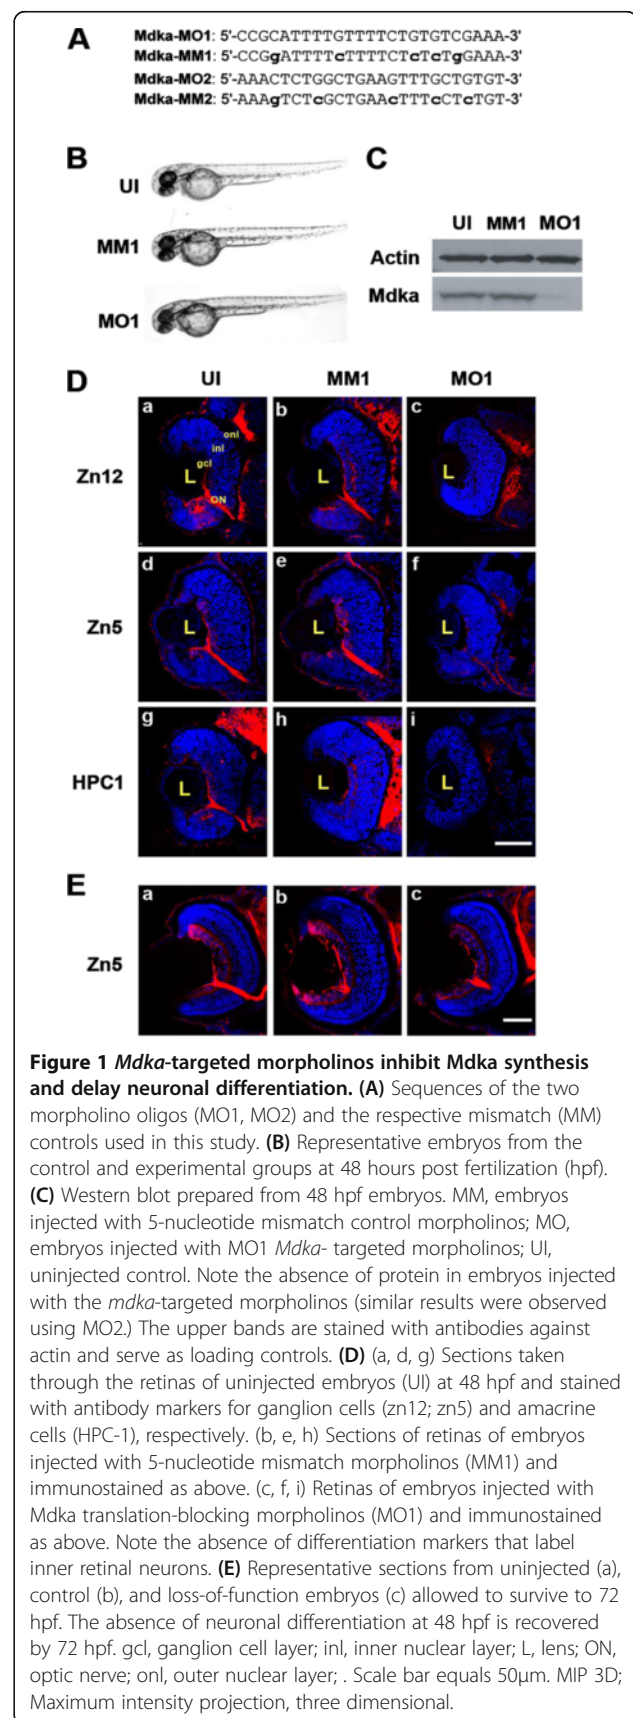 A
Mdka-MO1: 5'-CCGCATTTTGTTTTCTGTGTCGAAA-3'
Mdka-MM1: 5'-CCGgATTTTcTTTTCTCTcTgGAAA-3'
Mdka-MO2: 5'-AAACTCTGGCTGAAGTTTGCTGTGT-3'
Mdka-MM2: 5'-AAAgTCTcGCTGAAcTTTcCTcTGT-3'
B
UI
MM1
MO1
C
UI MM1 MO1
Actin
Mdka
D
UI MM1 MO1
Zn12
a
onl
inl
gcl
L
ON
b
L
c
L
Zn5
d
L
e
L
f
L
HPC1
g
L
h
L
i
L
E
Zn5
a
b
c
Figure 1 Mdka-targeted morpholinos inhibit Mdka synthesis
and delay neuronal differentiation. (A) Sequences of the two
morpholino oligos (MO1, MO2) and the respective mismatch (MM)
controls used in this study. (B) Representative embryos from the
control and experimental groups at 48 hours post fertilization (hpf).
(C) Western blot prepared from 48 hpf embryos. MM, embryos
injected with 5-nucleotide mismatch control morpholinos; MO,
embryos injected with MO1 Mdka- targeted morpholinos; UI,
uninjected control. Note the absence of protein in embryos injected
with the mdka-targeted morpholinos (similar results were observed
using MO2.) The upper bands are stained with antibodies against
actin and serve as loading controls. (D) (a, d, g) Sections taken
through the retinas of uninjected embryos (UI) at 48 hpf and stained
with antibody markers for ganglion cells (zn12; zn5) and amacrine
cells (HPC-1), respectively. (b, e, h) Sections of retinas of embryos
injected with 5-nucleotide mismatch morpholinos (MM1) and
immunostained as above. (c, f, i) Retinas of embryos injected with
Mdka translation-blocking morpholinos (MO1) and immunostained
as above. Note the absence of differentiation markers that label
inner retinal neurons. (E) Representative sections from uninjected (a),
control (b), and loss-of-function embryos (c) allowed to survive to 72
hpf. The absence of neuronal differentiation at 48 hpf is recovered
by 72 hpf. gcl, ganglion cell layer; inl, inner nuclear layer; L, lens; ON,
optic nerve; onl, outer nuclear layer; . Scale bar equals 50µm. MIP 3D;
Maximum intensity projection, three dimensional.